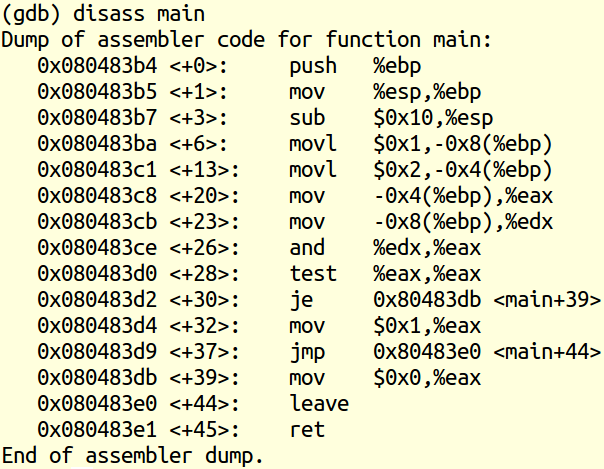 (gdb) disass main
Dump of assembler code for function main:
   0x080483b4 <+0>:     push   %ebp
   0x080483b5 <+1>:     mov    %esp,%ebp
   0x080483b7 <+3>:     sub    $0x10,%esp
   0x080483ba <+6>:     movl   $0x1,-0x8(%ebp)
   0x080483c1 <+13>:    movl   $0x2,-0x4(%ebp)
   0x080483c8 <+20>:    mov    -0x4(%ebp),%eax
   0x080483cb <+23>:    mov    -0x8(%ebp),%edx
   0x080483ce <+26>:    and    %edx,%eax
   0x080483d0 <+28>:    test   %eax,%eax
   0x080483d2 <+30>:    je     0x80483db <main+39>
   0x080483d4 <+32>:    mov    $0x1,%eax
   0x080483d9 <+37>:    jmp    0x80483e0 <main+44>
   0x080483db <+39>:    mov    $0x0,%eax
   0x080483e0 <+44>:    leave
   0x080483e1 <+45>:    ret
End of assembler dump.